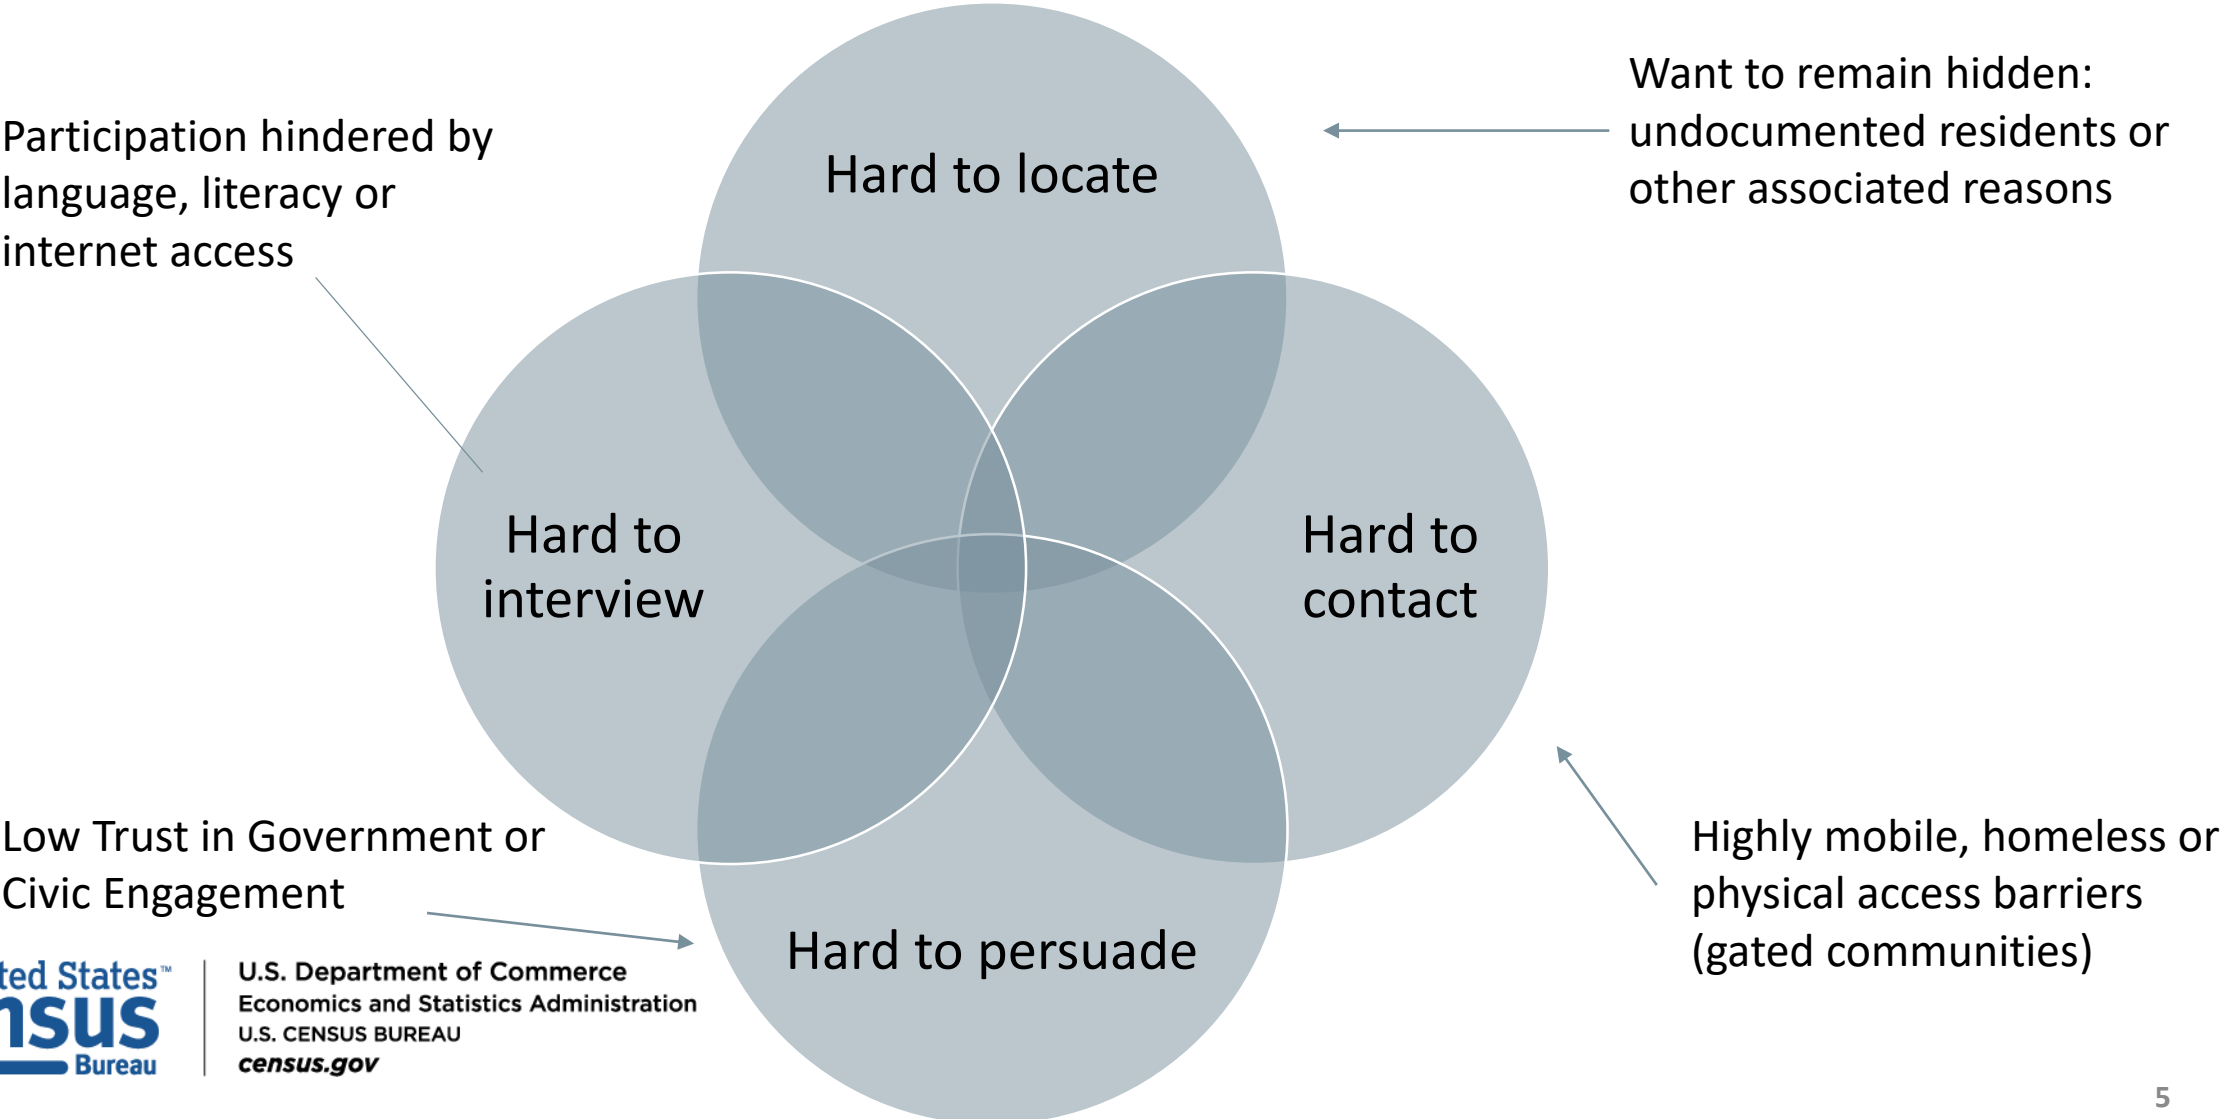 Want to remain hidden:
undocumented residents or
other associated reasons
Participation hindered by
language, literacy or
internet access
Hard to locate
Hard to
interview
Hard to
contact
Low Trust in Government or
Civic Engagement
Hard to persuade
Highly mobile, homeless or
physical access barriers
(gated communities)
ted States™
nsus
Bureau
U.S. Department of Commerce
Economics and Statistics Administration
U.S. CENSUS BUREAU
census.gov
5